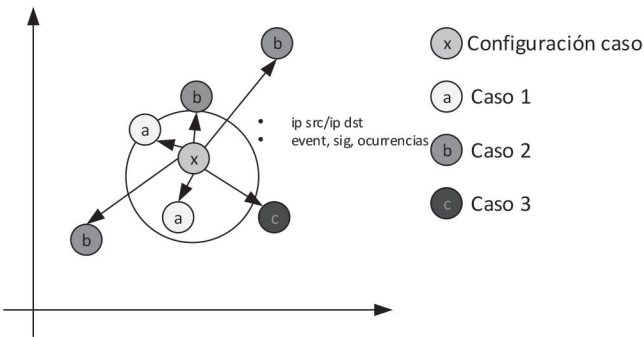 b
b
a
x
a
c
b
• ip src/ip dst
• event, sig, ocurrencias
x Configuración caso
a Caso 1
b Caso 2
c Caso 3